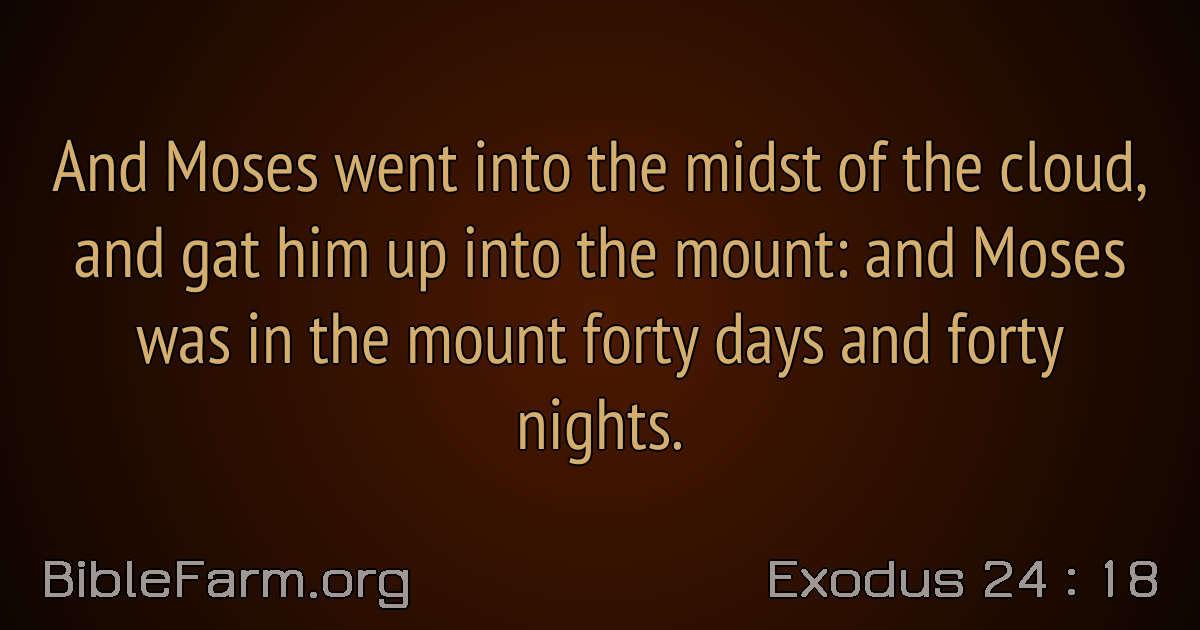 And Moses went into the midst of the cloud,
and gat him up into the mount: and Moses
was in the mount forty days and forty
nights.
BibleFarm.org
Exodus 24 : 18